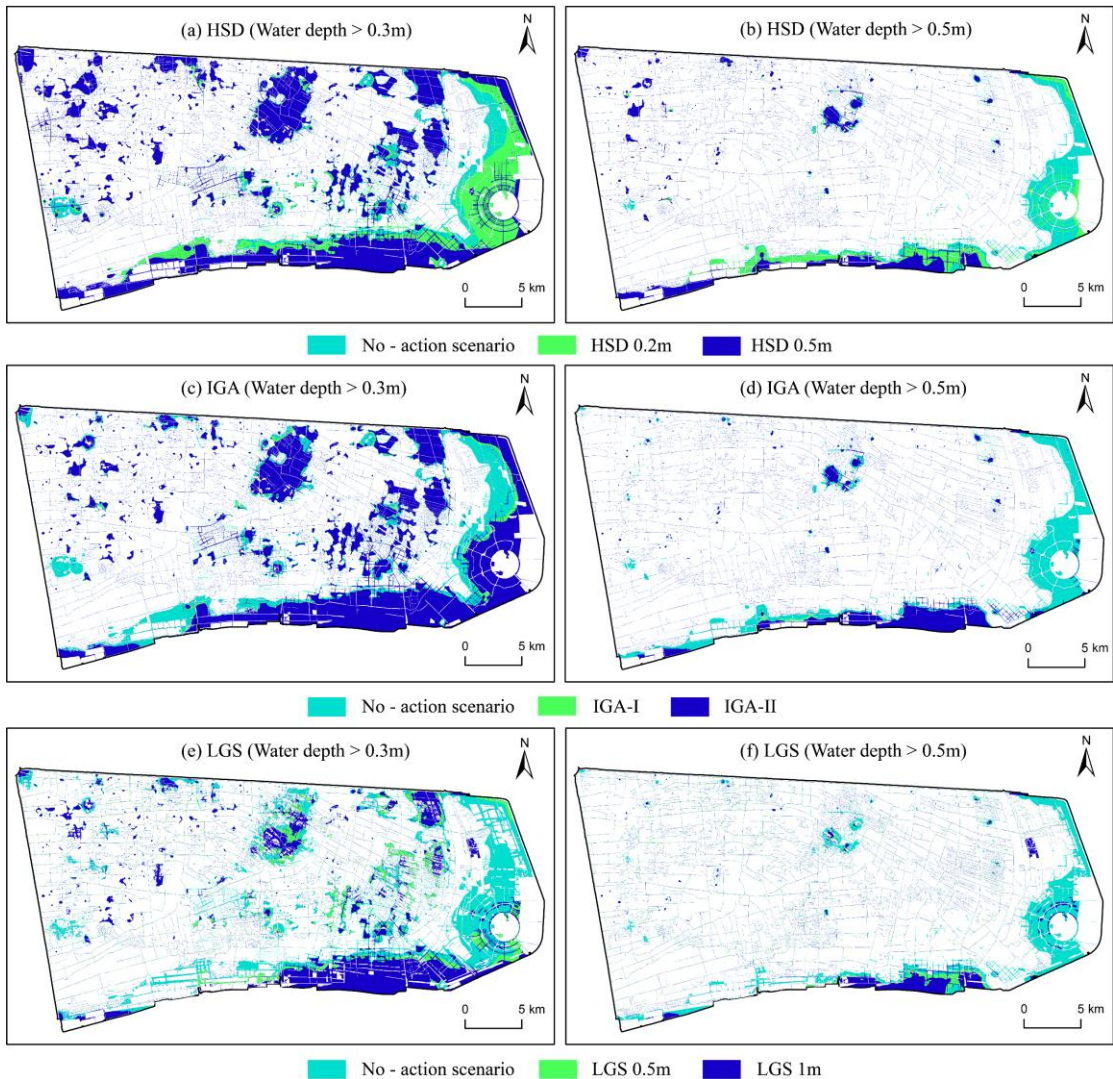 (a) HSD (Water depth > 0.3m)
N
0 5 km
(b) HSD (Water depth > 0.5m)
N
0 5 km
No - action scenario HSD 0.2m HSD 0.5m
(c) IGA (Water depth > 0.3m)
N
0 5 km
(d) IGA (Water depth > 0.5m)
N
0 5 km
No - action scenario IGA-I IGA-II
(e) LGS (Water depth > 0.3m)
N
0 5 km
(f) LGS (Water depth > 0.5m)
N
0 5 km
No - action scenario LGS 0.5m LGS 1m